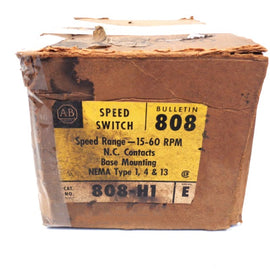 AB
SPEED SWITCH
BULLETIN 808
Speed Range—15-60 RPM
N.C. Contacts
Base Mounting
NEMA Type 1, 4 & 13
CAT. NO. 808-H1
E